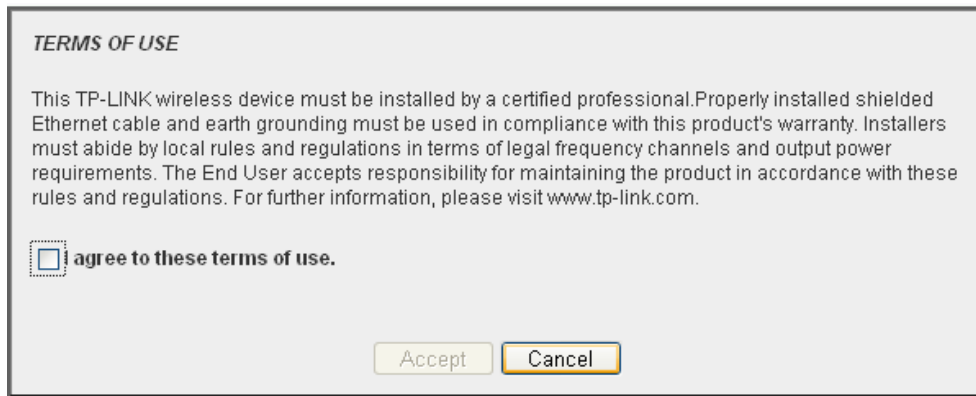 TERMS OF USE
This TP-LINK wireless device must be installed by a certified professional.Properly installed shielded
Ethernet cable and earth grounding must be used in compliance with this product's warranty. Installers
must abide by local rules and regulations in terms of legal frequency channels and output power
requirements. The End User accepts responsibility for maintaining the product in accordance with these
rules and regulations. For further information, please visit www.tp-link.com.
I agree to these terms of use.
Accept Cancel